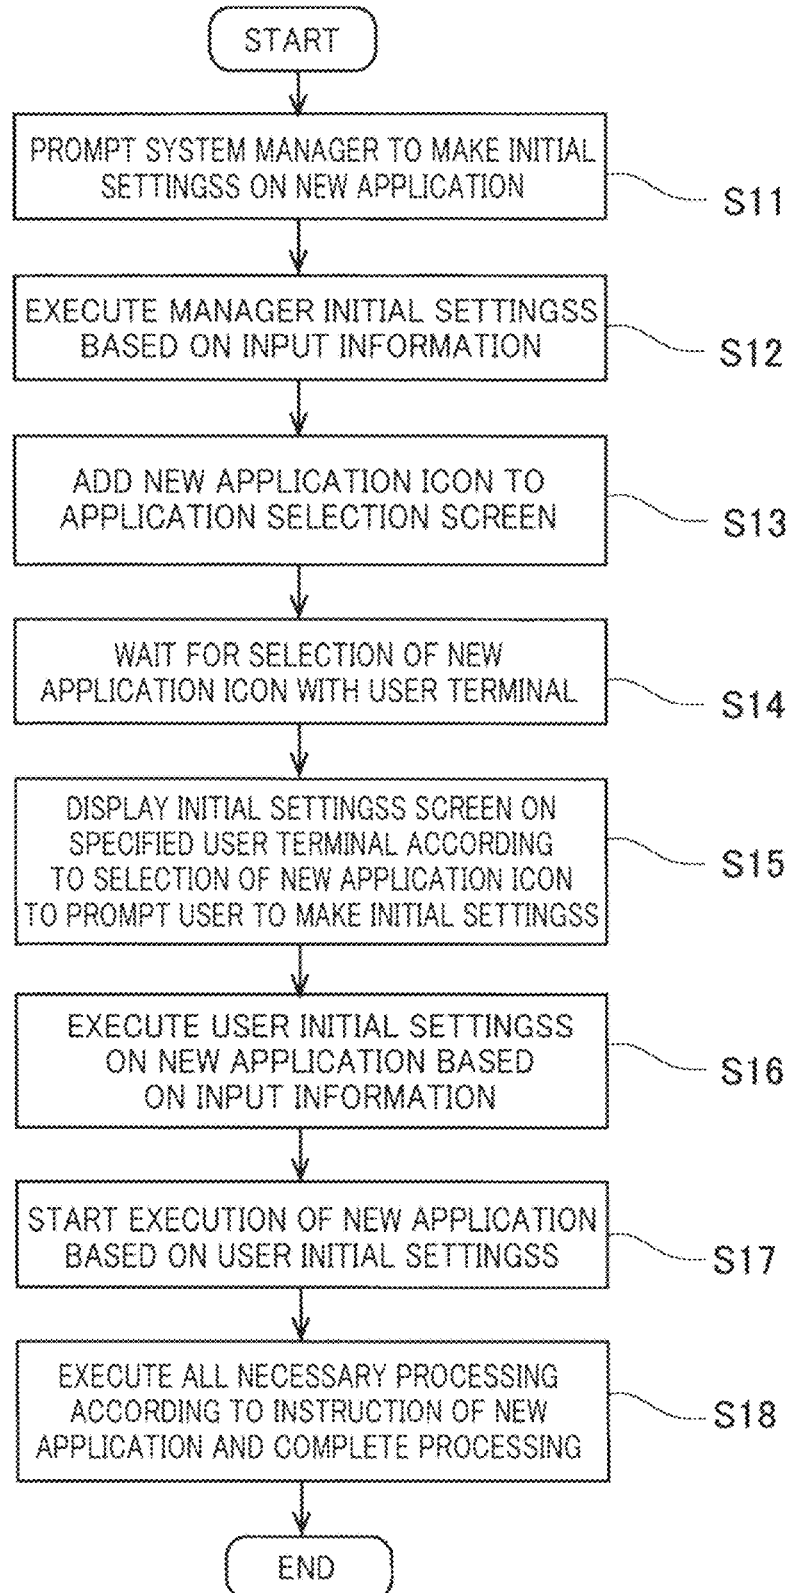 START
PROMPT SYSTEM MANAGER TO MAKE INITIAL
SETTINGSS ON NEW APPLICATION
S11
EXECUTE MANAGER INITIAL SETTINGSS
BASED ON INPUT INFORMATION
S12
ADD NEW APPLICATION ICON TO
APPLICATION SELECTION SCREEN
S13
WAIT FOR SELECTION OF NEW
APPLICATION ICON WITH USER TERMINAL
S14
DISPLAY INITIAL SETTINGSS SCREEN ON
SPECIFIED USER TERMINAL ACCORDING
TO SELECTION OF NEW APPLICATION ICON
TO PROMPT USER TO MAKE INITIAL SETTINGSS
S15
EXECUTE USER INITIAL SETTINGSS
ON NEW APPLICATION BASED
ON INPUT INFORMATION
S16
START EXECUTION OF NEW APPLICATION
BASED ON USER INITIAL SETTINGSS
S17
EXECUTE ALL NECESSARY PROCESSING
ACCORDING TO INSTRUCTION OF NEW
APPLICATION AND COMPLETE PROCESSING
S18
END